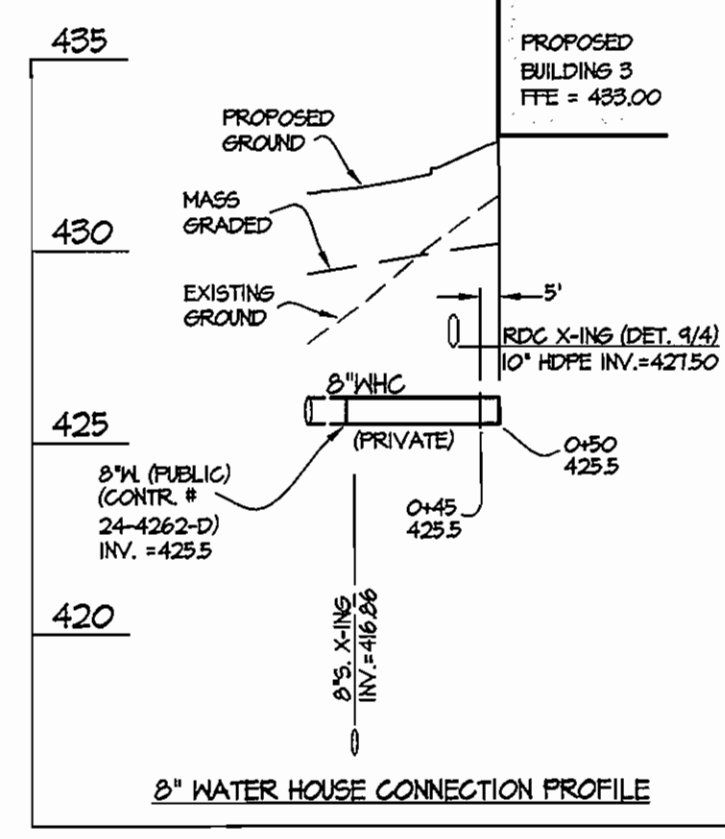 435
PROPOSED
BUILDING 3
FFE = 433.00
PROPOSED
GROUND
MASS
GRADED
430
EXISTING
GROUND
5'
RDC X-ING (DET. 9/4)
10" HDPE INV.=427.50
8"WHC
425
(PRIVATE)
0+50
425.5
8"W. (PUBLIC)
(CONTR. #
24-4262-D)
INV. =425.5
0+45
425.5
420
8"S. X-ING
INV.=416.86
8" WATER HOUSE CONNECTION PROFILE